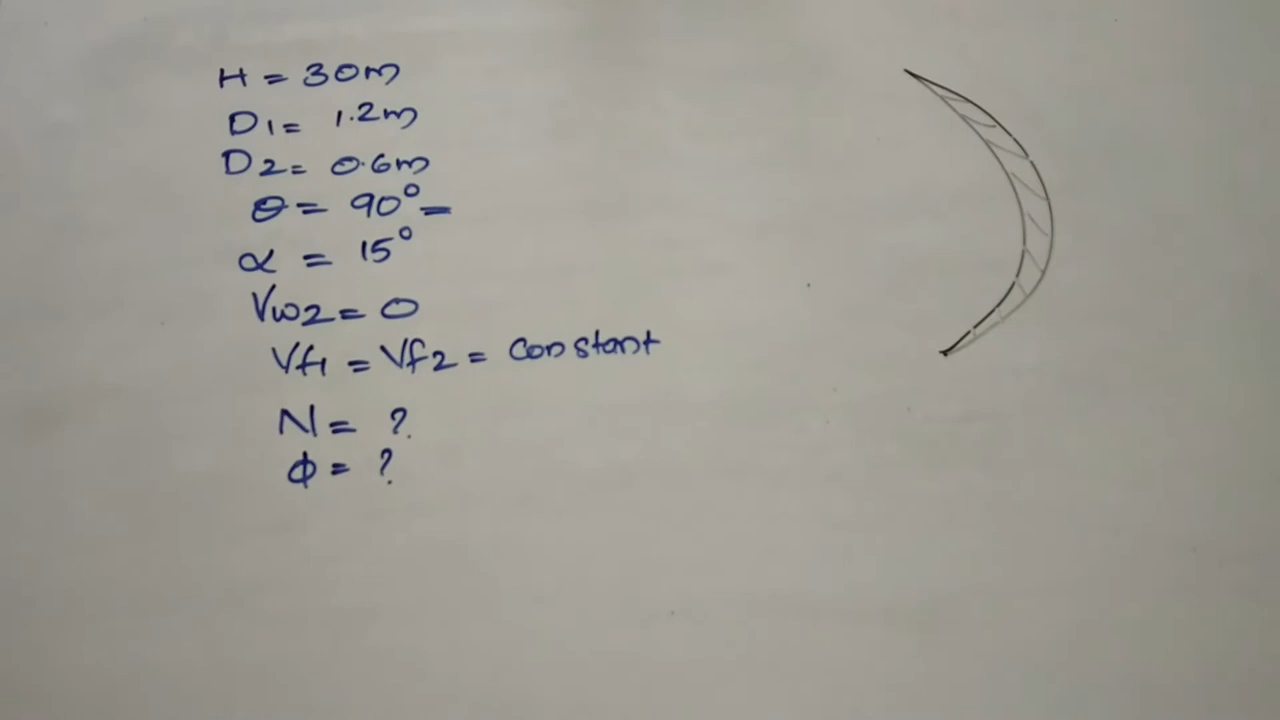 H = 30m
D1 = 1.2m
D2 = 0.6m
θ = 90°
α = 15°
Vw2 = 0
Vf1 = Vf2 = constant
N = ?
ϕ = ?